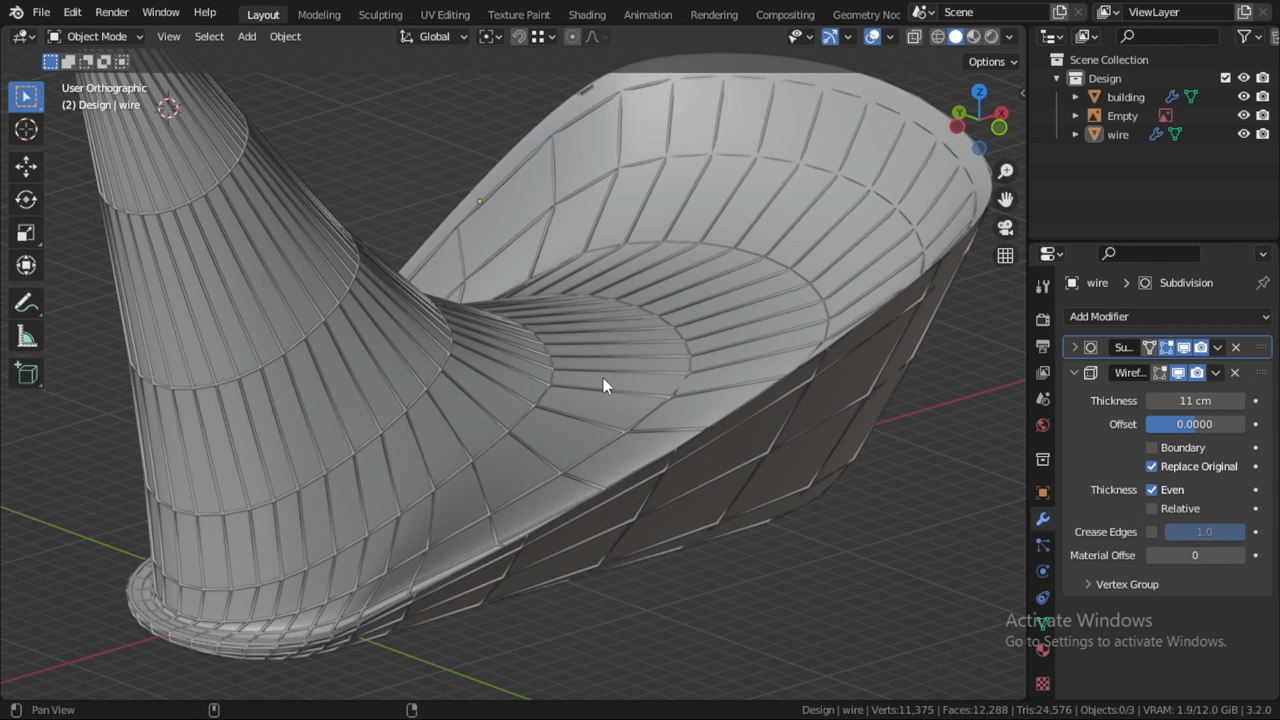 File Edit Render Window Help Layout Modeling Sculpting UV Editing Texture Paint Shading Animation Rendering Compositing Geometry Noc Scene ViewLayer
Object Mode View Select Add Object Global
Options
User Orthographic
(2) Design | wire
Z
Y
X
Scene Collection
Design
building
Empty
wire
wire > Subdivision
Add Modifier
Su...
Wiref...
Thickness 11 cm
Offset 0.0000
Boundary
Replace Original
Thickness Even
Relative
Crease Edges 1.0
Material Offse 0
Vertex Group
Activate Windows
Go to Settings to activate Windows.
Pan View
Design | wire | Verts:11,375 | Faces:12,288 | Tris:24,576 | Objects:0/3 | VRAM: 1.9/12.0 GiB | 3.2.0